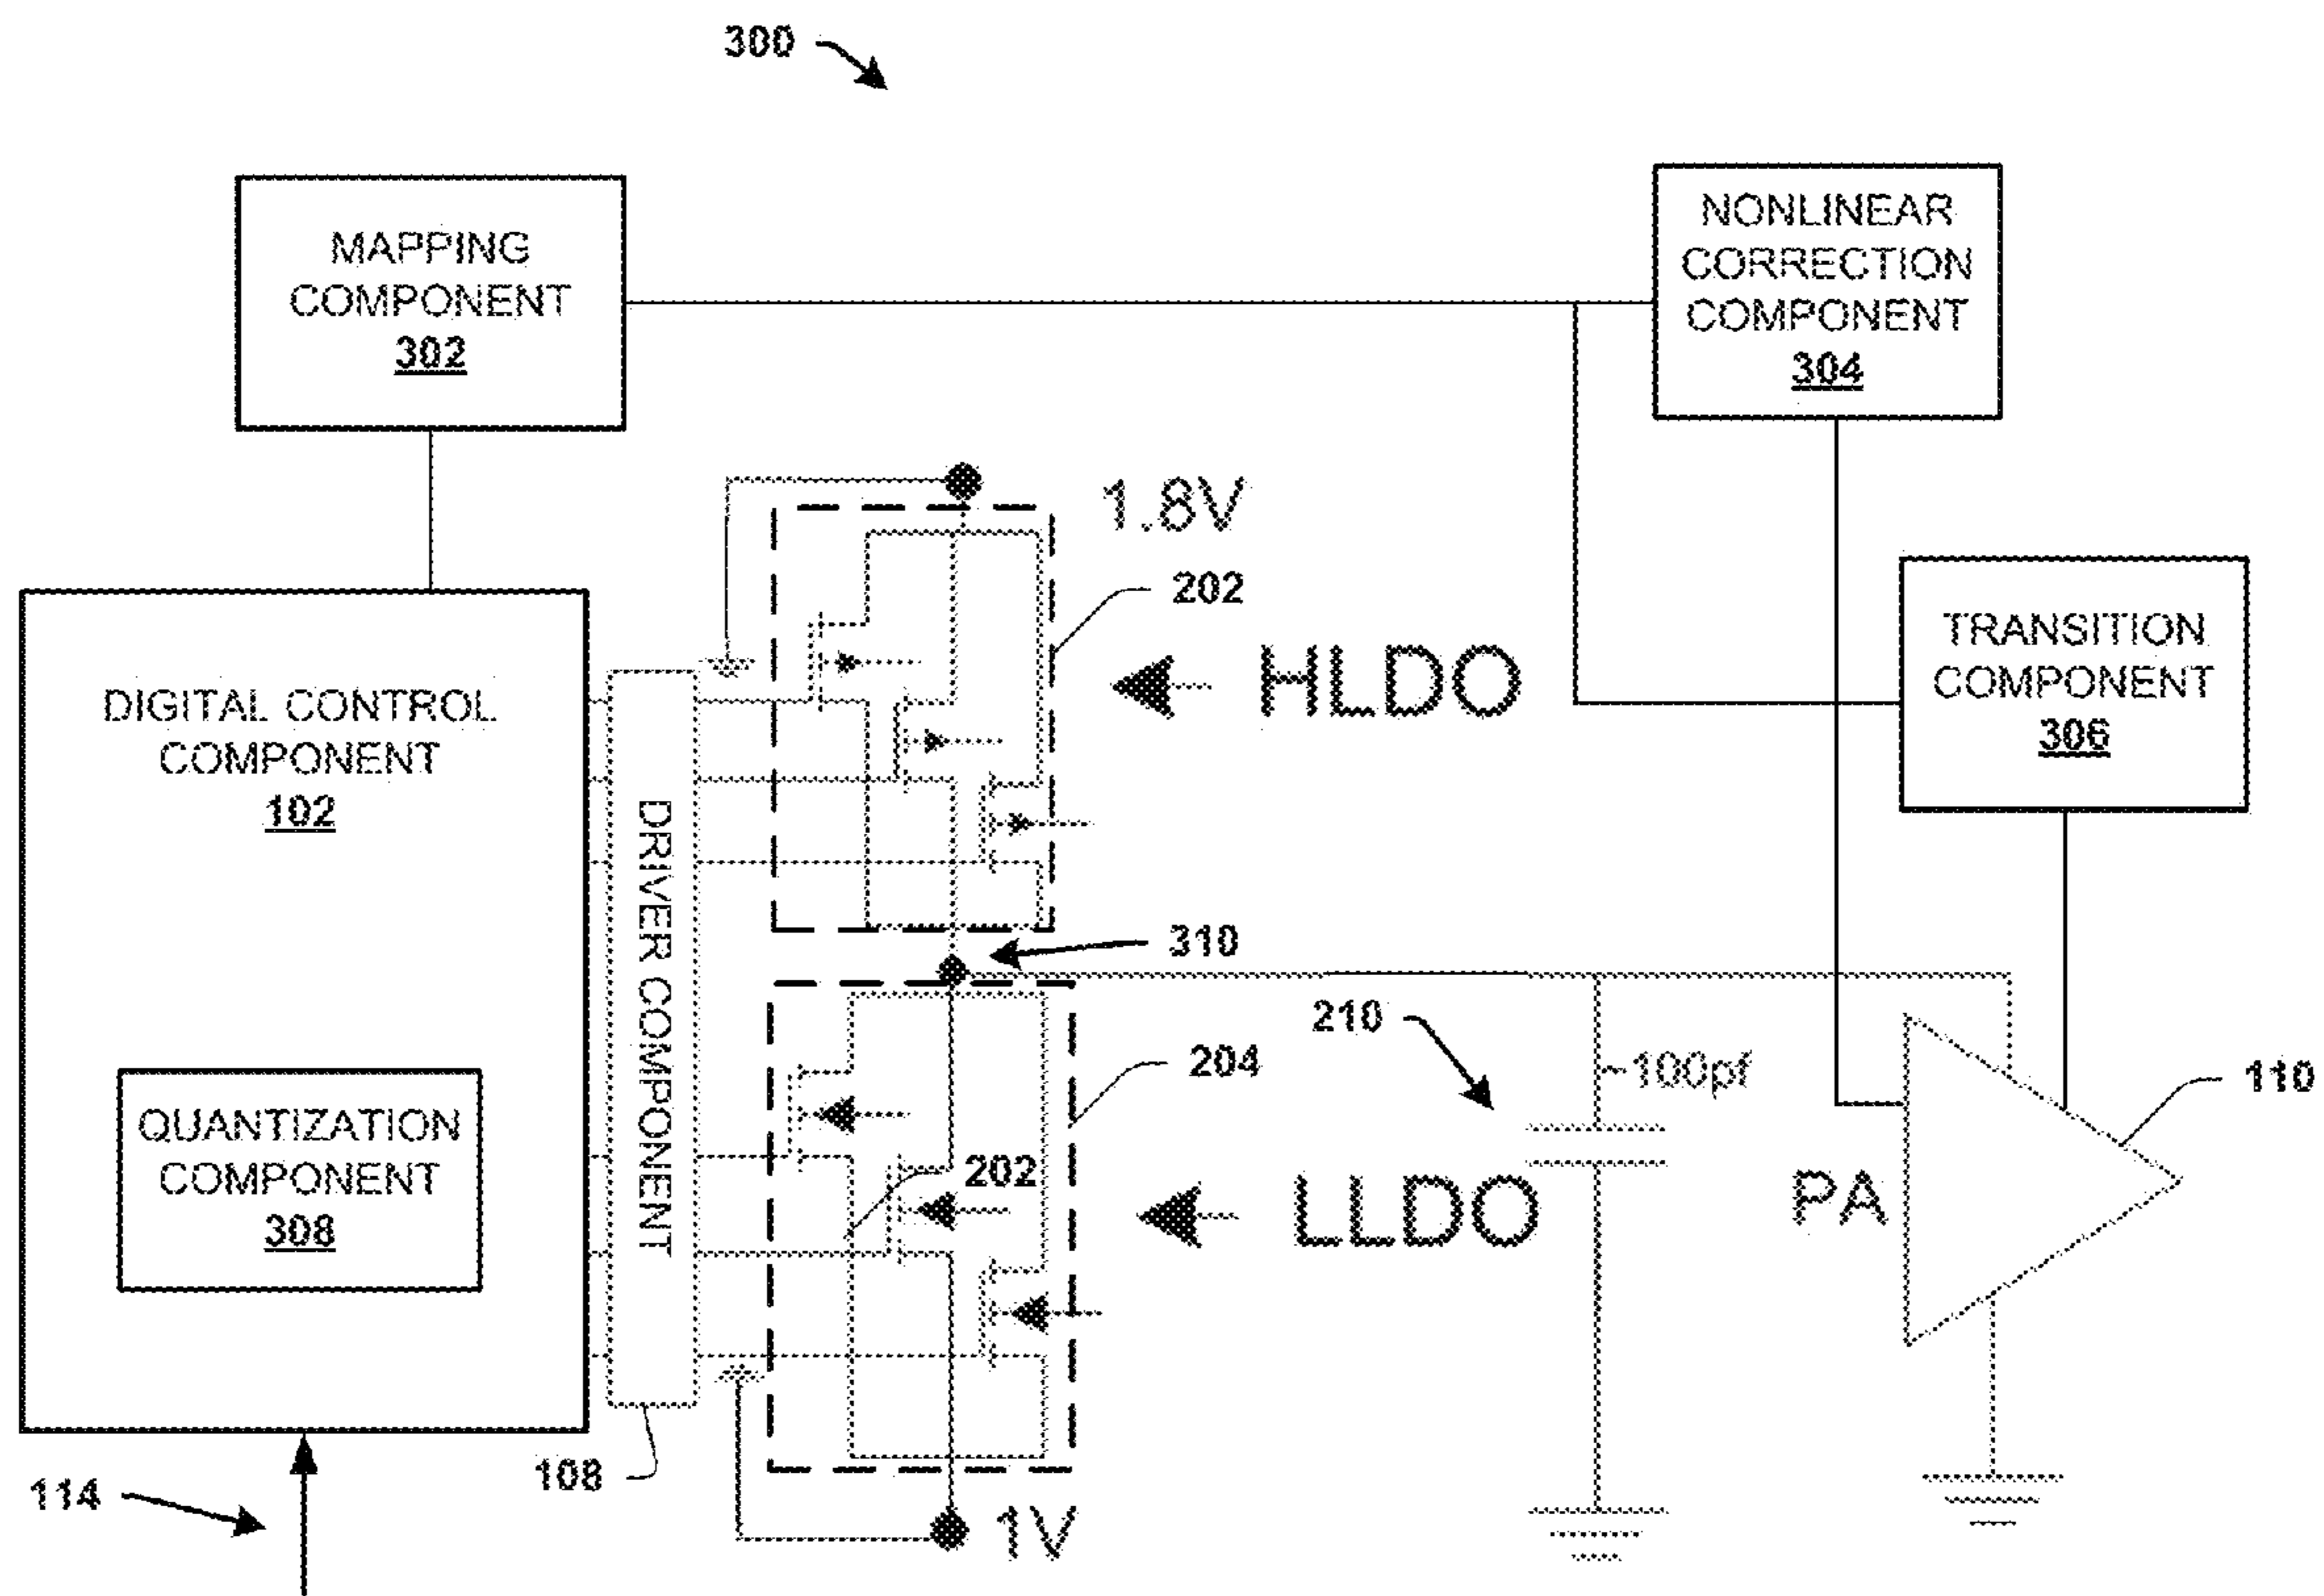 300
MAPPING
COMPONENT
302
NONLINEAR
CORRECTION
COMPONENT
304
1.8V
202
HLDO
TRANSITION
COMPONENT
306
DIGITAL CONTROL
COMPONENT
102
DRIVER COMPONENT
310
210
204
~100pf
110
QUANTIZATION
COMPONENT
308
202
LLDO
PA
108
114
1V